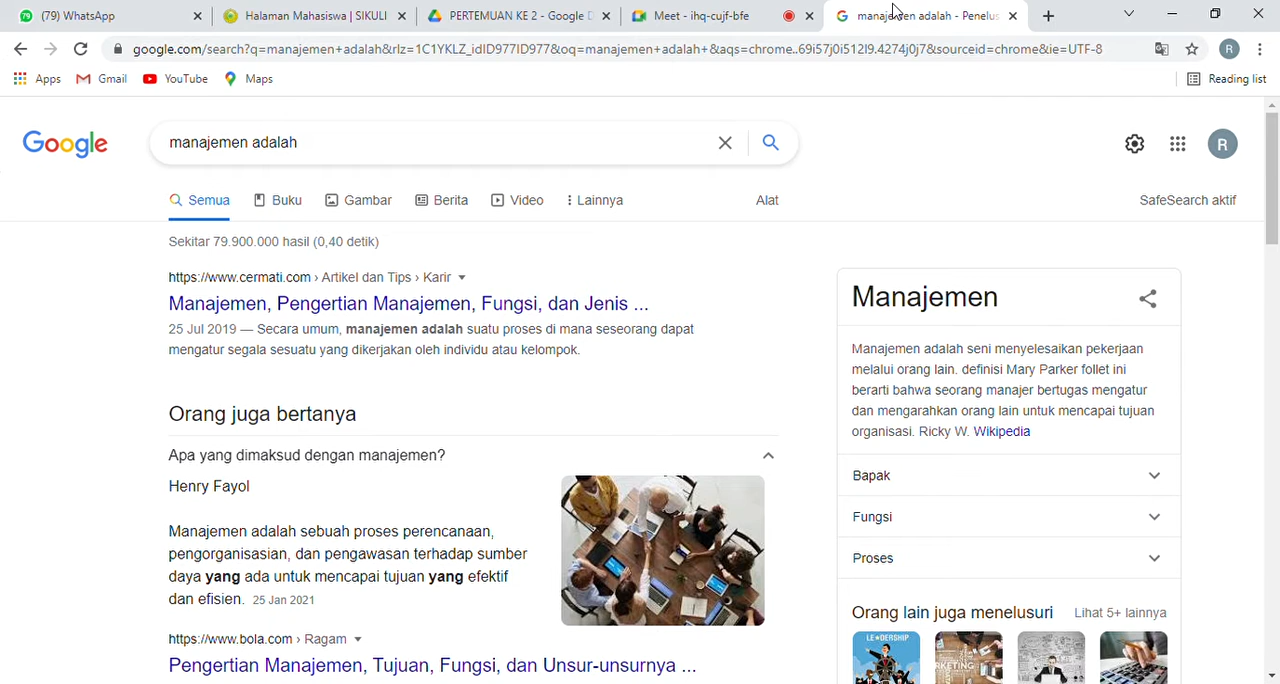 79 (79) WhatsApp
Halaman Mahasiswa | SIKULI
PERTEMUAN KE 2 - Google D
Meet - ihq-cujf-bfe
manajemen adalah - Penelus
google.com/search?q=manajemen+adalah&rlz=1C1YKLZ_idID977ID977&oq=manajemen+adalah+&aqs=chrome..69i57j0i512l9.4274j0j7&sourceid=chrome&ie=UTF-8
R
Apps Gmail YouTube Maps
Reading list
Google
manajemen adalah
R
Semua Buku Gambar Berita Video Lainnya Alat SafeSearch aktif
Sekitar 79.900.000 hasil (0,40 detik)
https://www.cermati.com › Artikel dan Tips › Karir
Manajemen, Pengertian Manajemen, Fungsi, dan Jenis ...
25 Jul 2019 — Secara umum, manajemen adalah suatu proses di mana seseorang dapat
mengatur segala sesuatu yang dikerjakan oleh individu atau kelompok.
Orang juga bertanya
Apa yang dimaksud dengan manajemen?
Henry Fayol
Manajemen adalah sebuah proses perencanaan,
pengorganisasian, dan pengawasan terhadap sumber
daya yang ada untuk mencapai tujuan yang efektif
dan efisien. 25 Jan 2021
https://www.bola.com › Ragam
Pengertian Manajemen, Tujuan, Fungsi, dan Unsur-unsurnya ...
Manajemen
Manajemen adalah seni menyelesaikan pekerjaan
melalui orang lain. definisi Mary Parker follet ini
berarti bahwa seorang manajer bertugas mengatur
dan mengarahkan orang lain untuk mencapai tujuan
organisasi. Ricky W. Wikipedia
Bapak
Fungsi
Proses
Orang lain juga menelusuri Lihat 5+ lainnya
LEADERSHIP